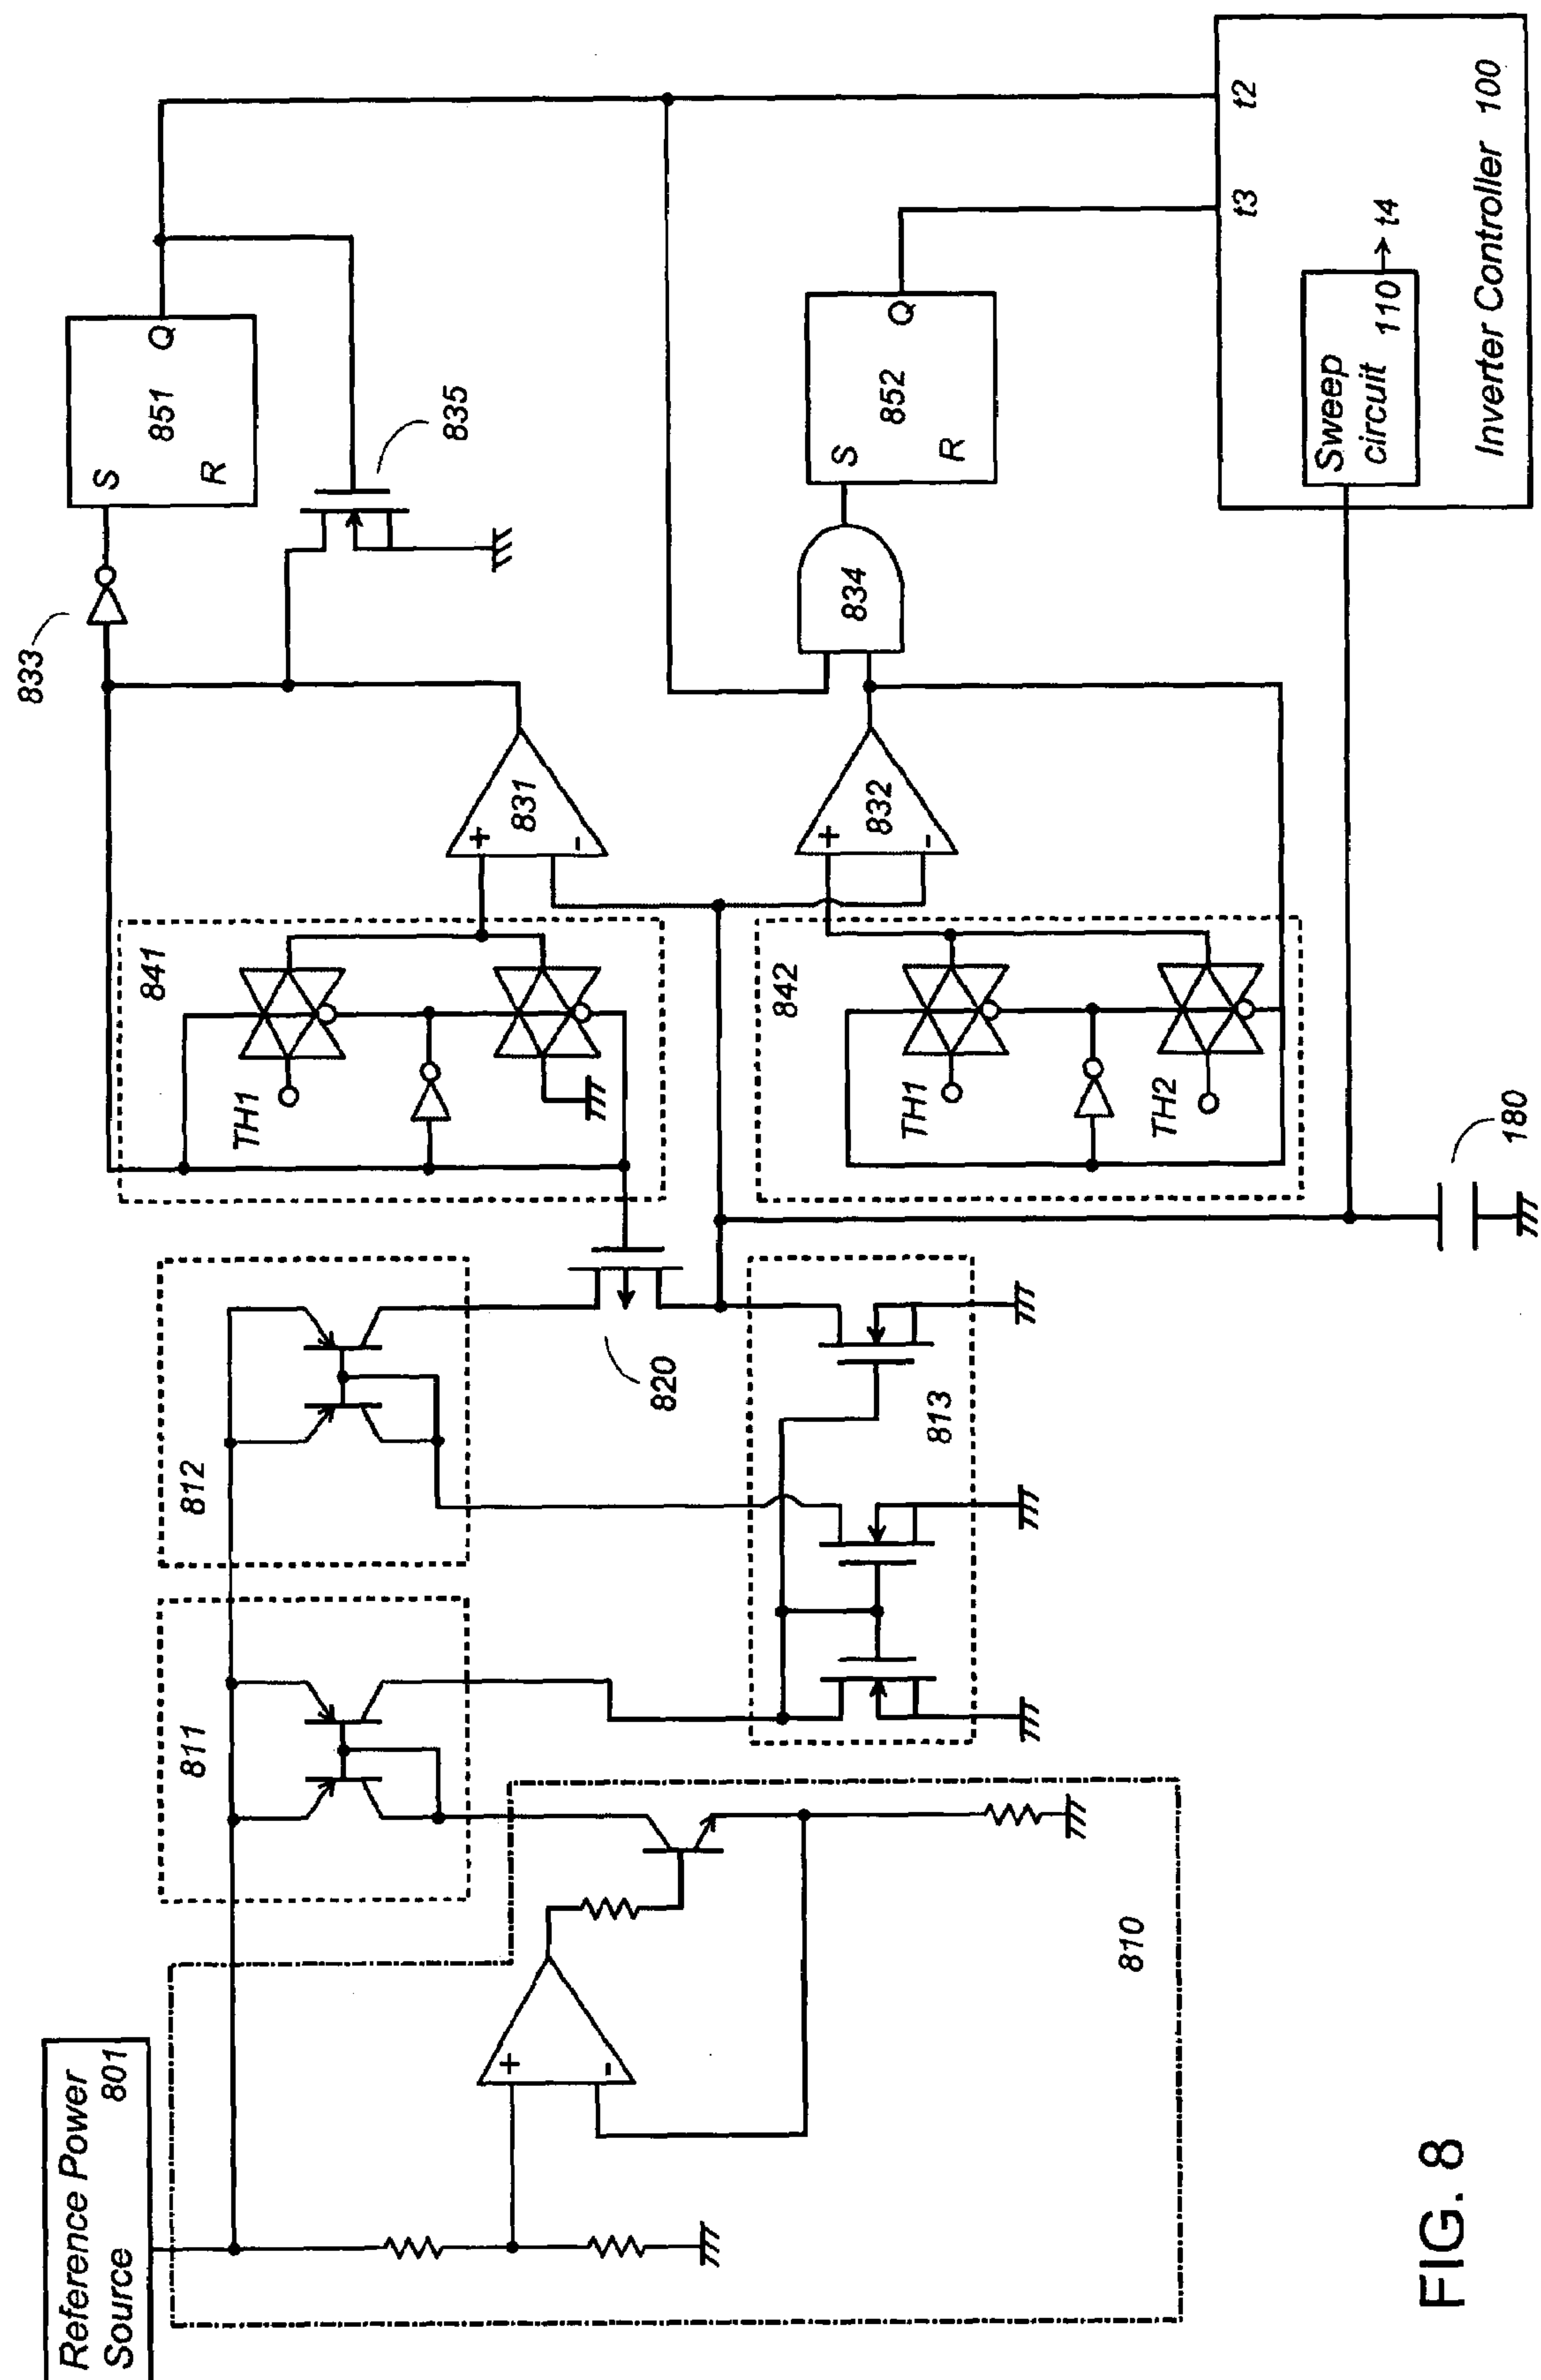 Reference Power
Source 801
811
812
820
810
813
841
TH1
842
TH1
TH2
180
831
+
-
832
+
-
+
-
833
S
Q
851
R
835
834
S
Q
852
R
t2
t3
Sweep
circuit 110
t4
Inverter Controller 100
FIG. 8